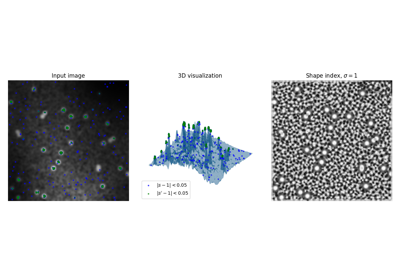 Input image
3D visualization
Shape index, σ = 1
|s − 1| < 0.05
|s' − 1| < 0.05